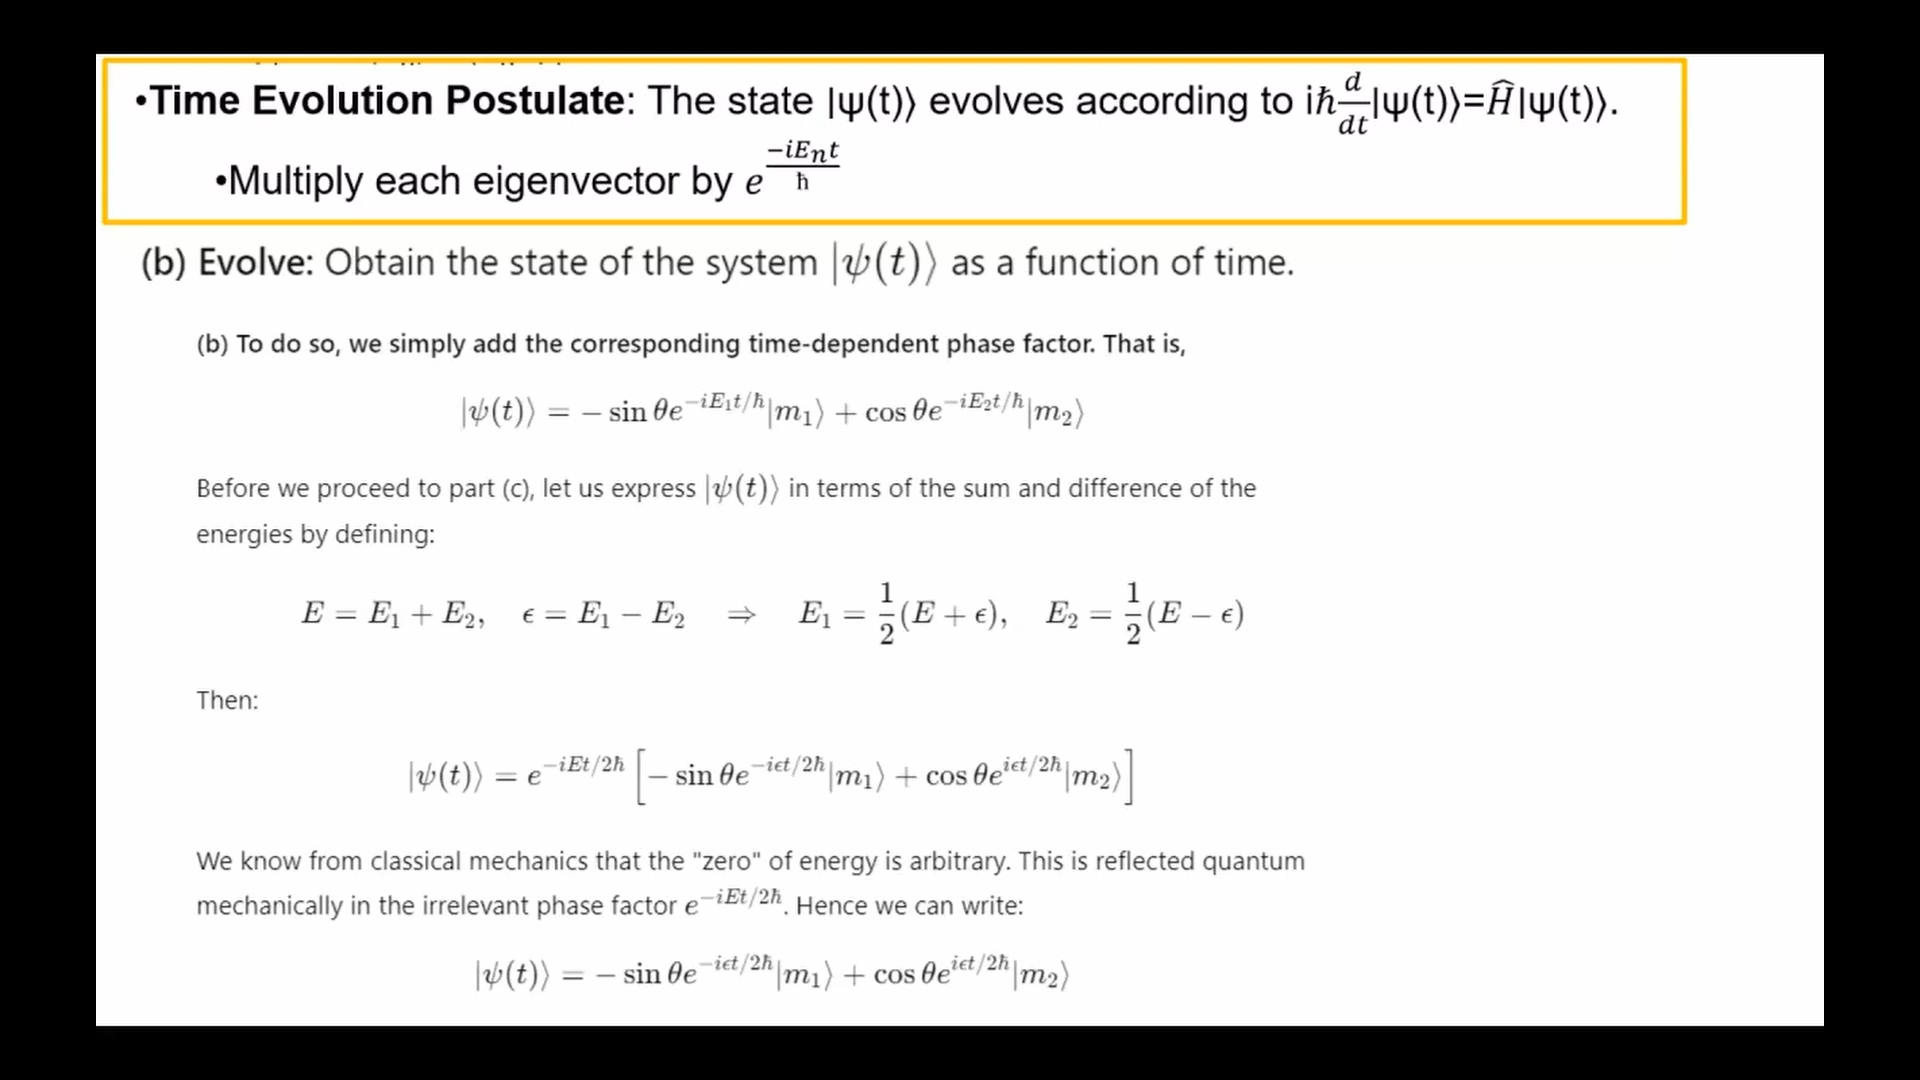 •Time Evolution Postulate: The state |ψ(t)⟩ evolves according to iħ d/dt |ψ(t)⟩=Ĥ|ψ(t)⟩.
•Multiply each eigenvector by e^(−iEₙt/ħ)
(b) Evolve: Obtain the state of the system |ψ(t)⟩ as a function of time.
(b) To do so, we simply add the corresponding time-dependent phase factor. That is,
|ψ(t)⟩ = − sin θe^(−iE₁t/ħ)|m₁⟩ + cos θe^(−iE₂t/ħ)|m₂⟩
Before we proceed to part (c), let us express |ψ(t)⟩ in terms of the sum and difference of the
energies by defining:
E = E₁ + E₂, ϵ = E₁ − E₂ ⇒ E₁ = 1/2(E + ϵ), E₂ = 1/2(E − ϵ)
Then:
|ψ(t)⟩ = e^(−iEt/2ħ) [− sin θe^(−iϵt/2ħ)|m₁⟩ + cos θe^(iϵt/2ħ)|m₂⟩]
We know from classical mechanics that the "zero" of energy is arbitrary. This is reflected quantum
mechanically in the irrelevant phase factor e^(−iEt/2ħ). Hence we can write:
|ψ(t)⟩ = − sin θe^(−iϵt/2ħ)|m₁⟩ + cos θe^(iϵt/2ħ)|m₂⟩